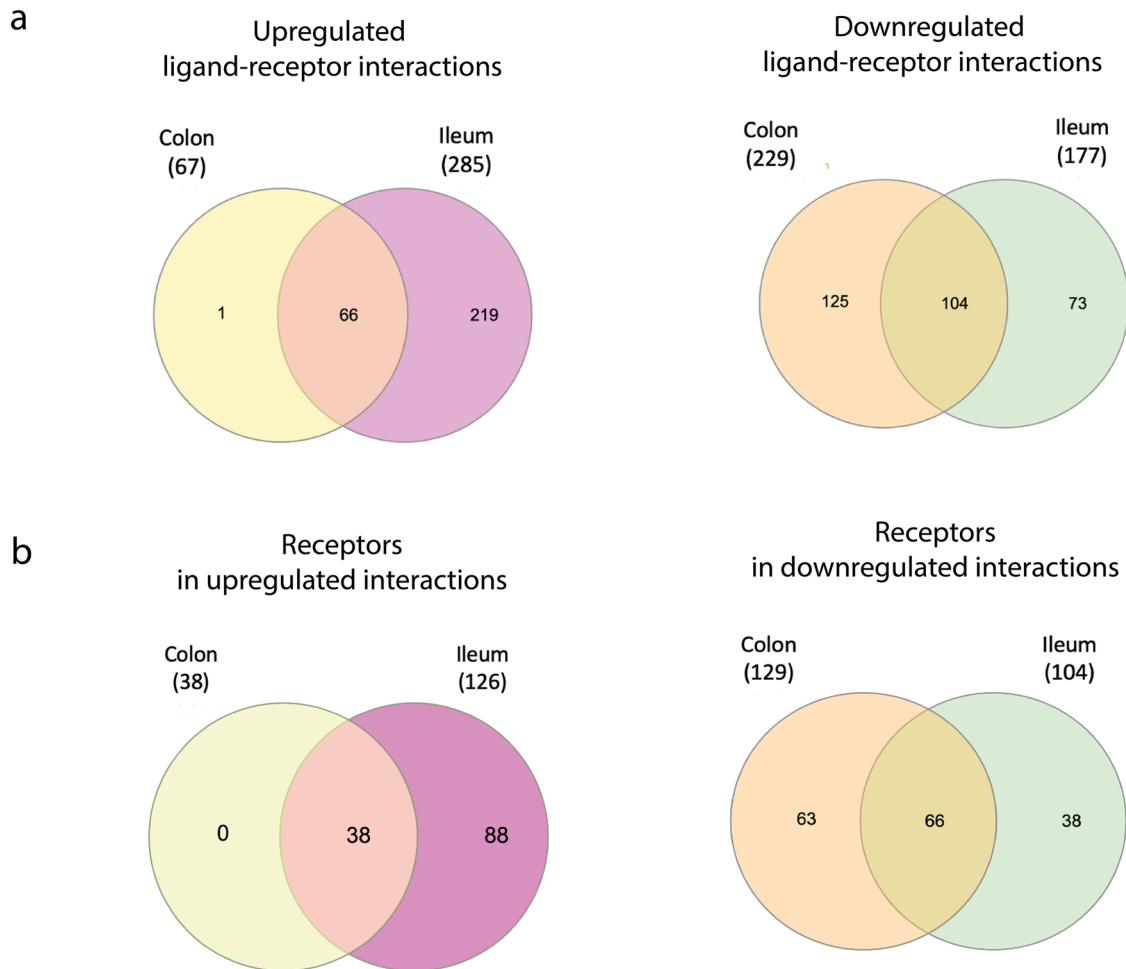 a
Upregulated
ligand-receptor interactions
Colon
(67)
Ileum
(285)
1
66
219
Downregulated
ligand-receptor interactions
Colon
(229)
Ileum
(177)
125
104
73
b
Receptors
in upregulated interactions
Colon
(38)
Ileum
(126)
0
38
88
Receptors
in downregulated interactions
Colon
(129)
Ileum
(104)
63
66
38